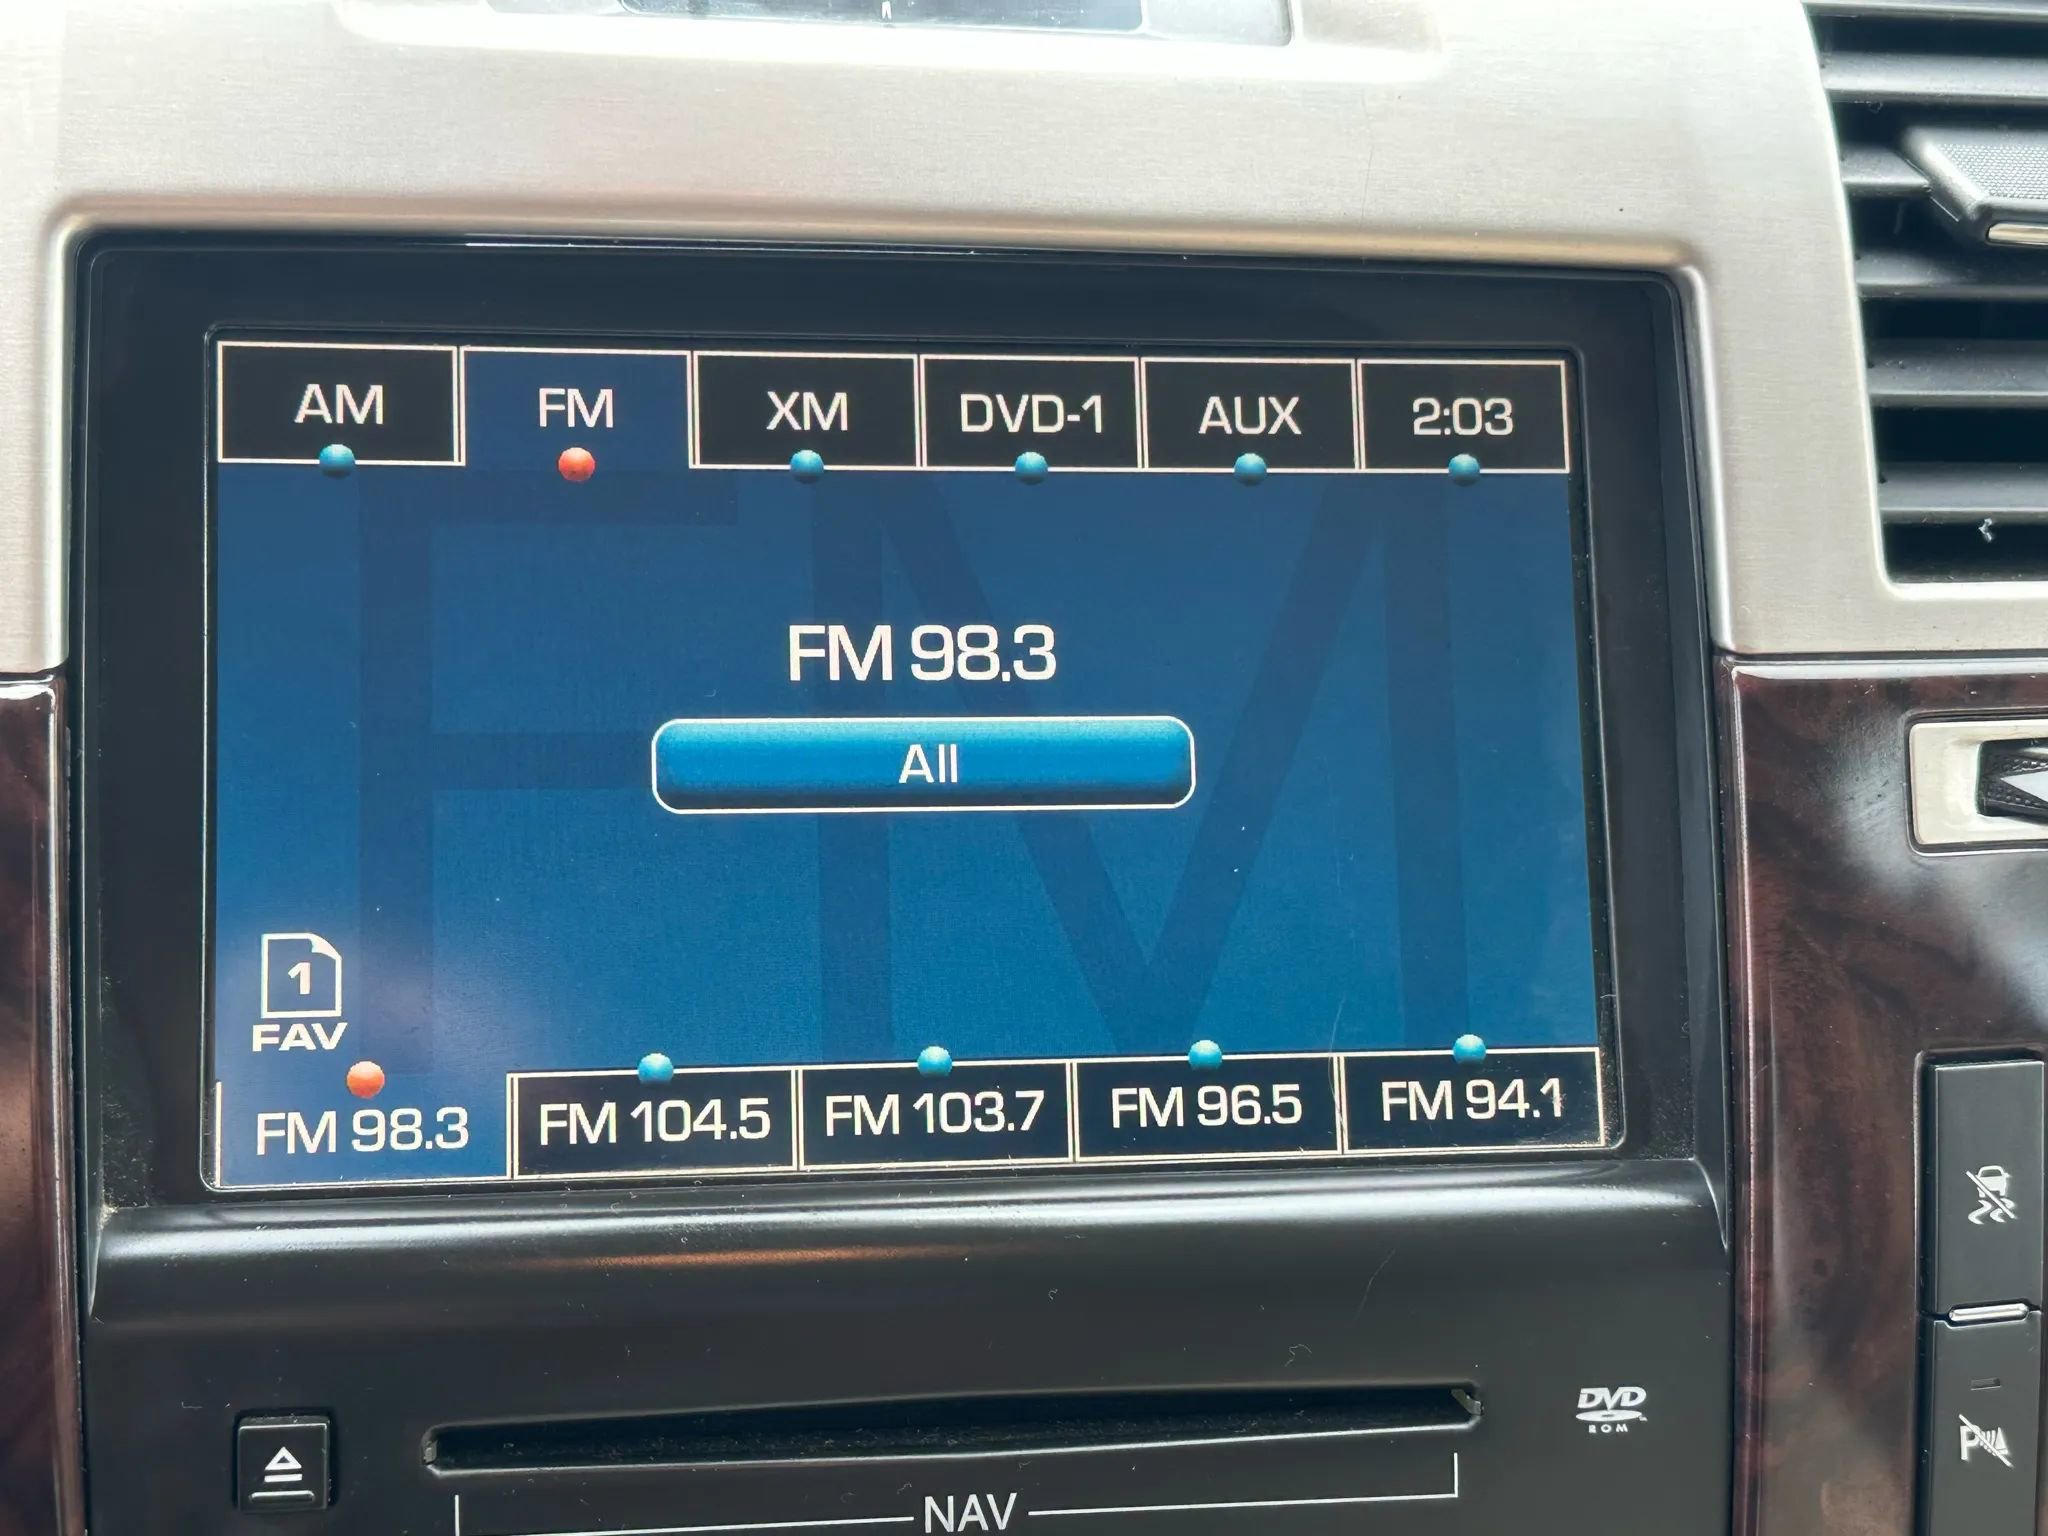 AM FM XM DVD-1 AUX 2:03
FM 98.3
All
1
FAV
FM 98.3 FM 104.5 FM 103.7 FM 96.5 FM 94.1
DVD
ROM
NAV